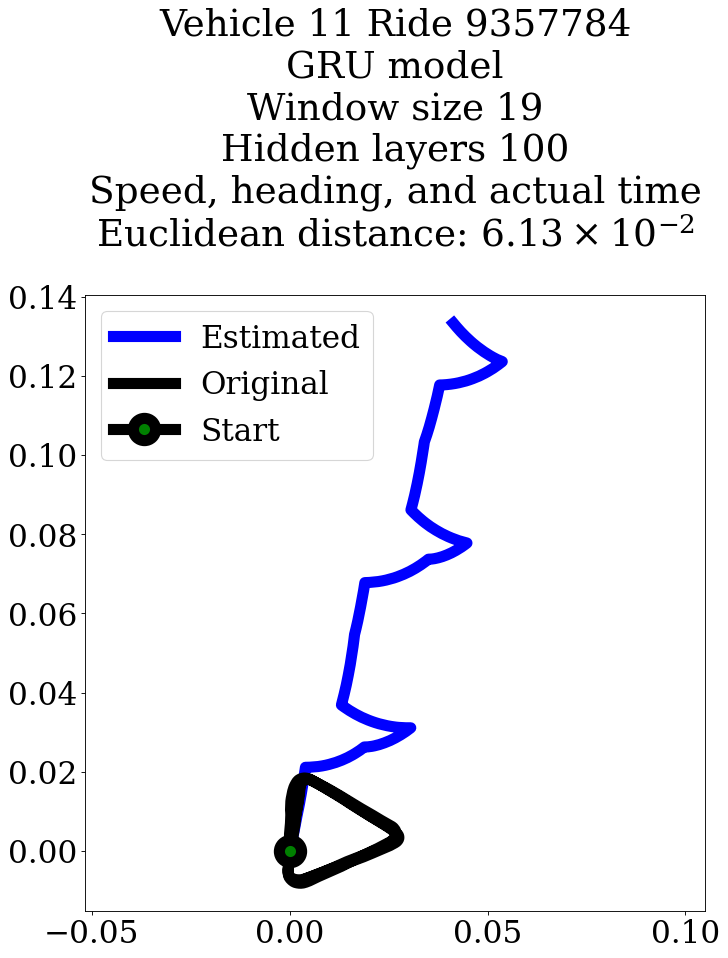 Vehicle 11 Ride 9357784
GRU model
Window size 19
Hidden layers 100
Speed, heading, and actual time
Euclidean distance: 6.13 × 10⁻²
0.14
0.12
0.10
0.08
0.06
0.04
0.02
0.00
Estimated
Original
Start
−0.05 0.00 0.05 0.10